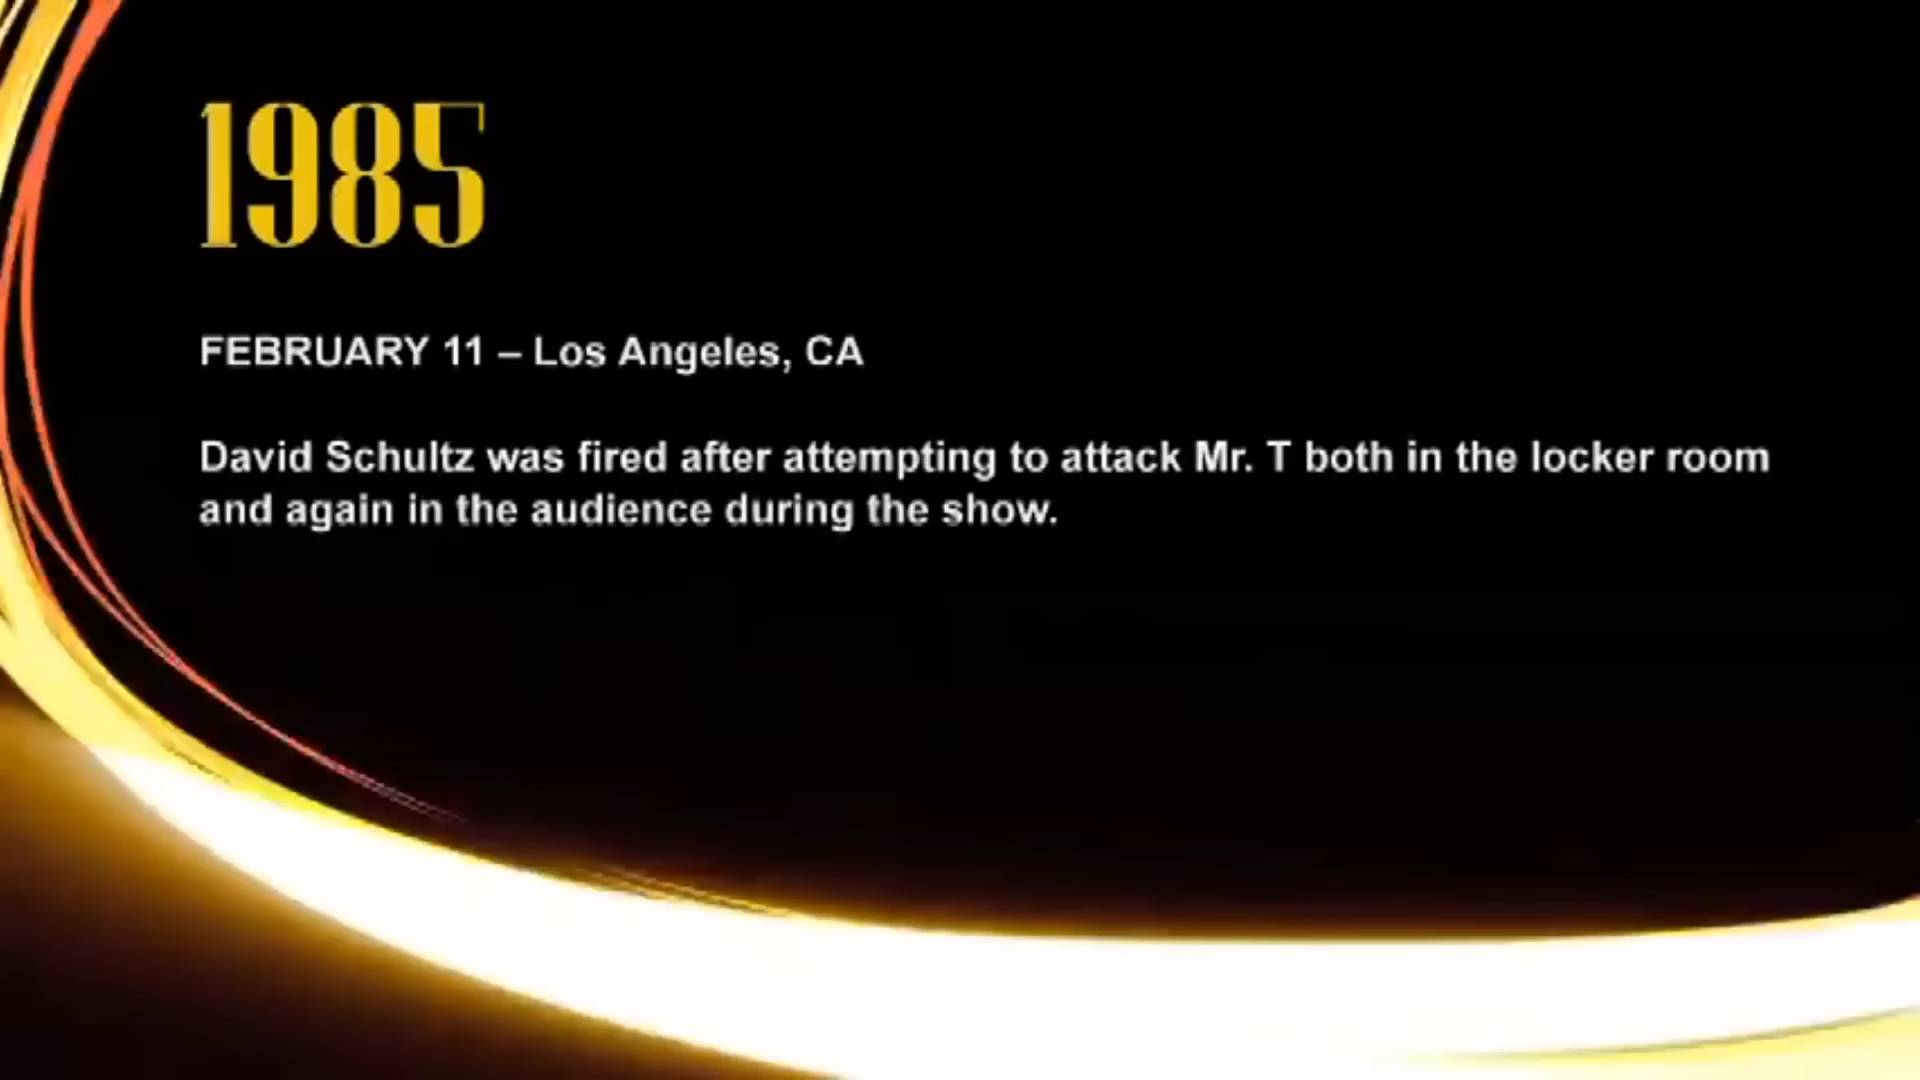 1985
FEBRUARY 11 – Los Angeles, CA
David Schultz was fired after attempting to attack Mr. T both in the locker room
and again in the audience during the show.